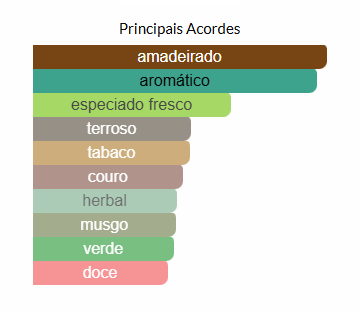 Principais Acordes
amadeirado
aromático
especiado fresco
terroso
tabaco
couro
herbal
musgo
verde
doce